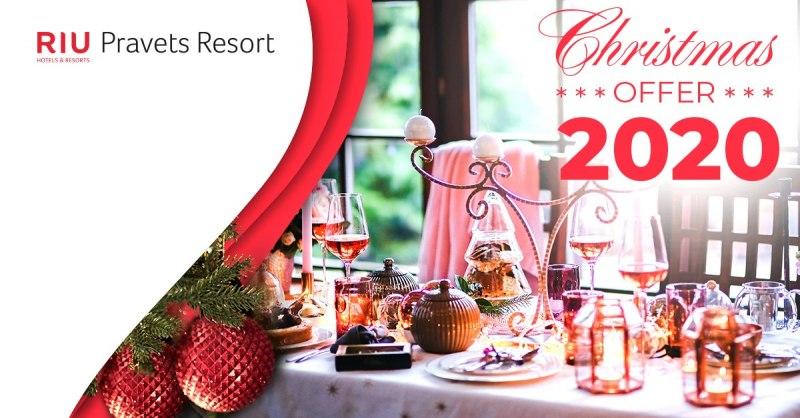 RIU Pravets Resort
HOTELS & RESORTS
Christmas
*** OFFER ***
2020